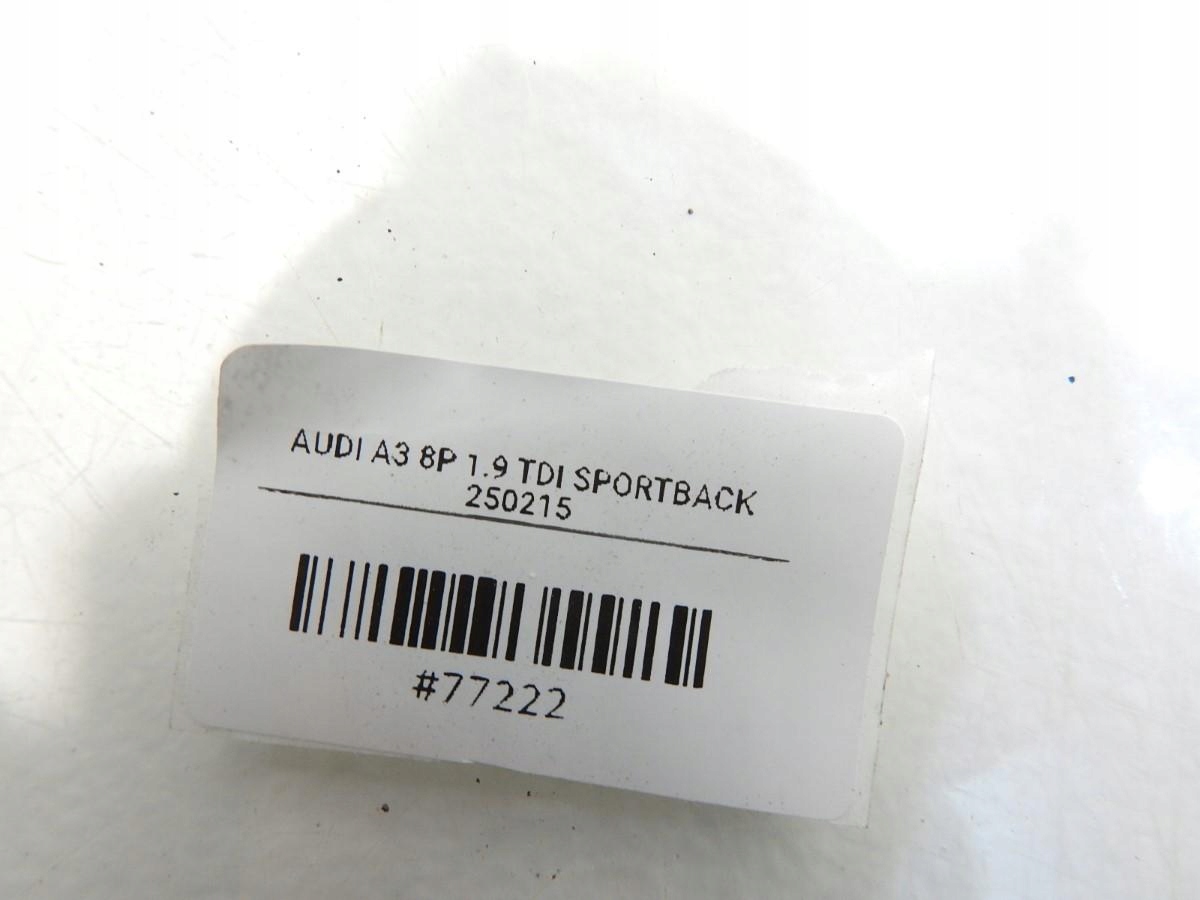 AUDI A3 8P 1.9 TDI SPORTBACK
250215
#77222